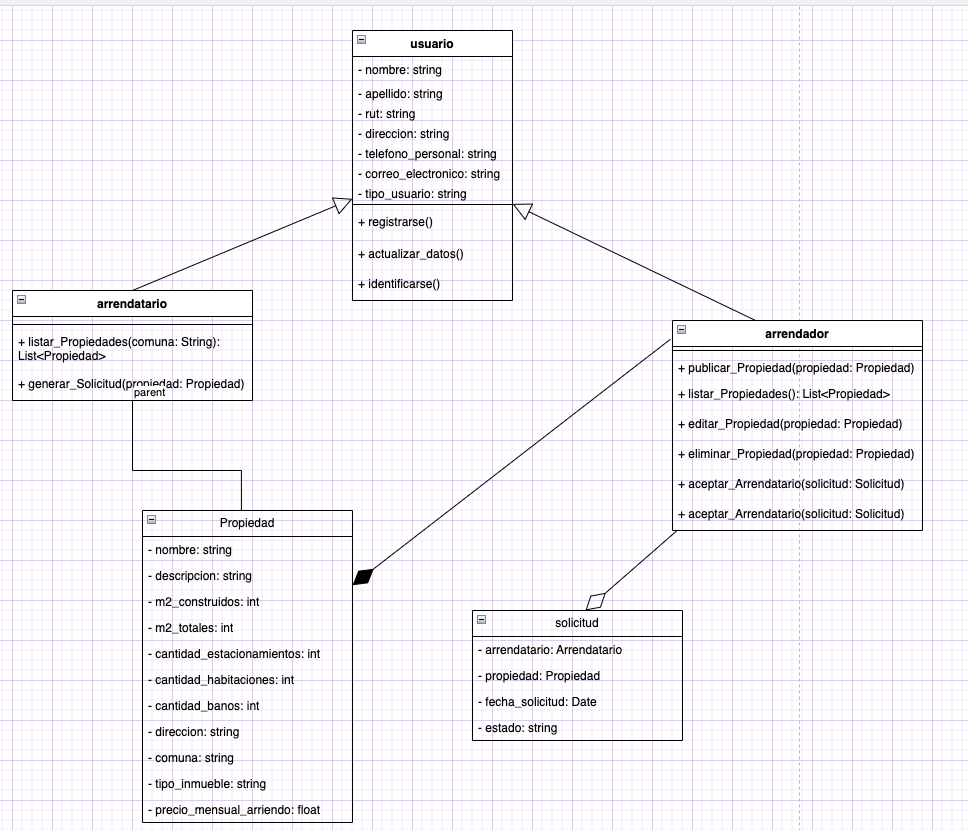 usuario
- nombre: string
- apellido: string
- rut: string
- direccion: string
- telefono_personal: string
- correo_electronico: string
- tipo_usuario: string
+ registrarse()
+ actualizar_datos()
+ identificarse()
arrendatario
+ listar_Propiedades(comuna: String):
List<Propiedad>
+ generar_Solicitud(propiedad: Propiedad)
parent
arrendador
+ publicar_Propiedad(propiedad: Propiedad)
+ listar_Propiedades(): List<Propiedad>
+ editar_Propiedad(propiedad: Propiedad)
+ eliminar_Propiedad(propiedad: Propiedad)
+ aceptar_Arrendatario(solicitud: Solicitud)
+ aceptar_Arrendatario(solicitud: Solicitud)
Propiedad
- nombre: string
- descripcion: string
- m2_construidos: int
- m2_totales: int
- cantidad_estacionamientos: int
- cantidad_habitaciones: int
- cantidad_banos: int
- direccion: string
- comuna: string
- tipo_inmueble: string
- precio_mensual_arriendo: float
solicitud
- arrendatario: Arrendatario
- propiedad: Propiedad
- fecha_solicitud: Date
- estado: string